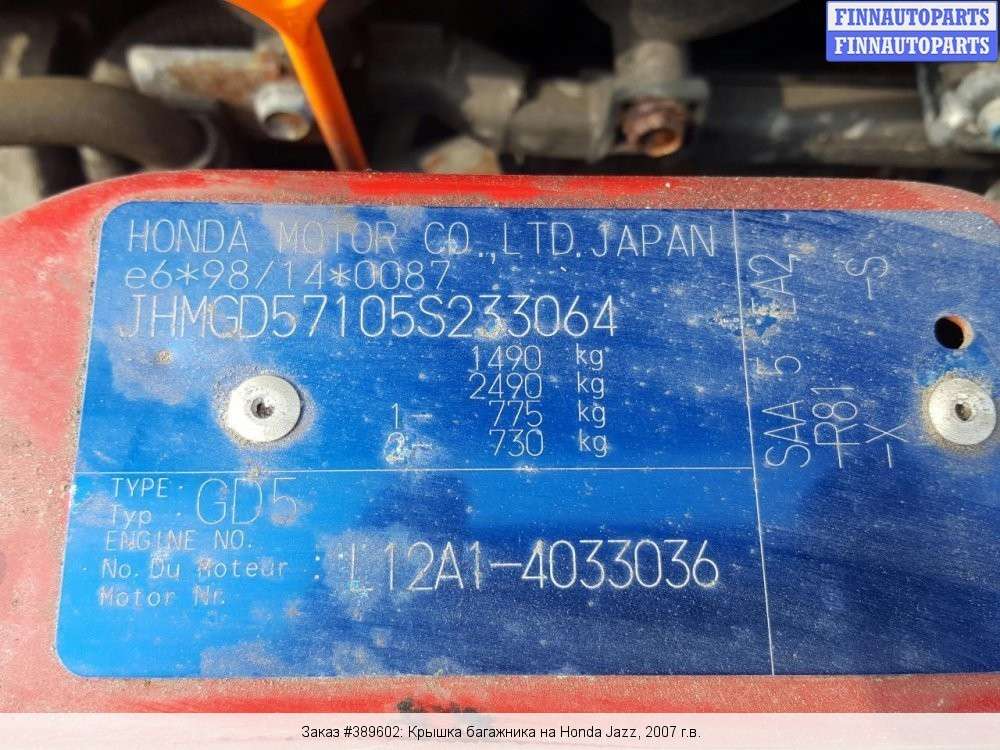 FINNAUTOPARTS
FINNAUTOPARTS
HONDA MOTOR CO.,LTD.JAPAN
e6*98/14*0087
JHMGD57105S233064
1490 kg
2490 kg
1- 775 kg
2- 730 kg
TYPE
Typ : GD5
ENGINE NO.
No. Du Moteur : L12A1-4033036
Motor Nr.
SAA 5 EA2
-R81 -S
-X
Заказ #389602: Крышка багажника на Honda Jazz, 2007 г.в.